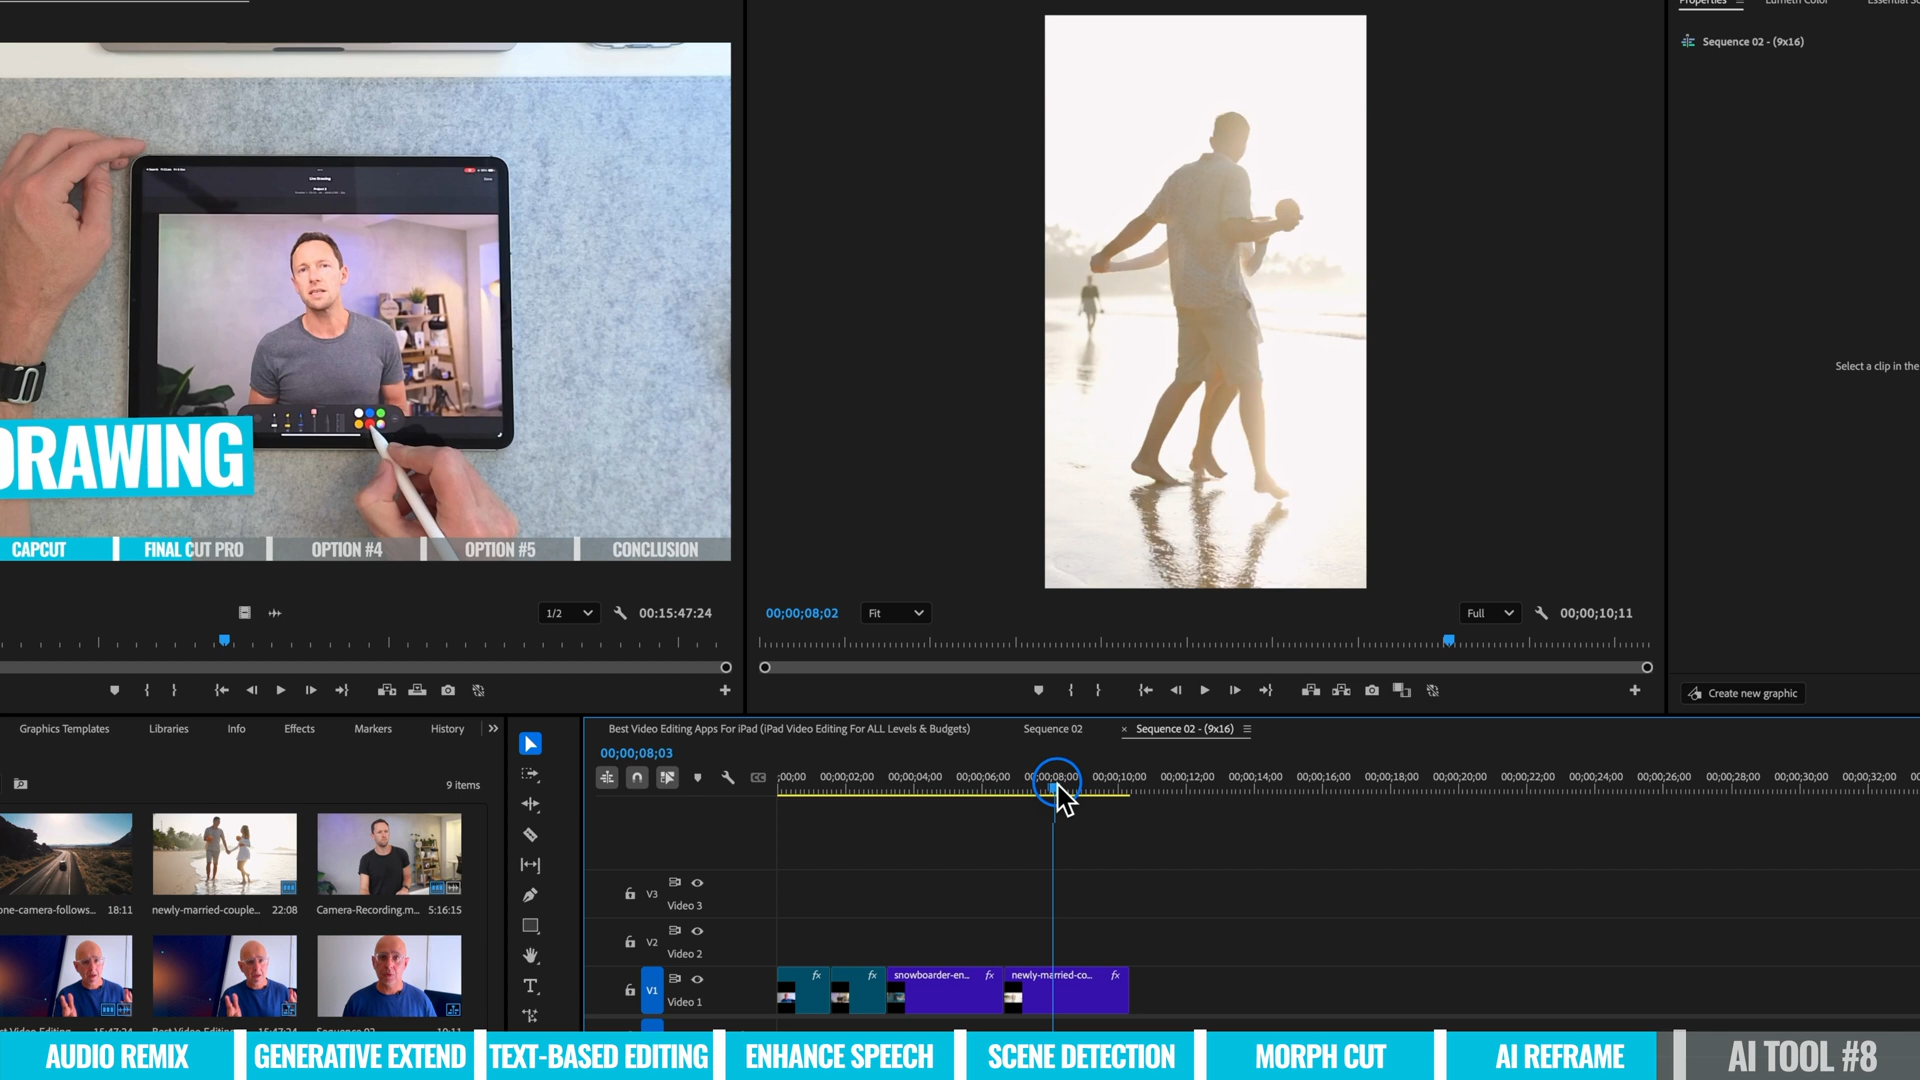 Properties
Lumetri Color
Sequence 02 - (9x16)
DRAWING
CAPCUT
FINAL CUT PRO
OPTION #4
OPTION #5
CONCLUSION
Select a clip in the
1/2
00:15:47:24
00;00;08;02
Fit
Full
00;00;10;11
Create new graphic
Graphics Templates
Libraries
Info
Effects
Markers
History
Best Video Editing Apps For iPad (iPad Video Editing For ALL Levels & Budgets)
Sequence 02
× Sequence 02 - (9x16)
00;00;08;03
9 items
;00;00 00;00;02;00 00;00;04;00 00;00;06;00 00;00;08;00 00;00;10;00 00;00;12;00 00;00;14;00 00;00;16;00 00;00;18;00 00;00;20;00 00;00;22;00 00;00;24;00 00;00;26;00 00;00;28;00 00;00;30;00 00;00;32;00
one-camera-follows... 18:11
newly-married-couple... 22:08
Camera-Recording.m... 5:16:15
V3
Video 3
V2
Video 2
V1
Video 1
fx
fx
snowboarder-en... fx
newly-married-co... fx
AUDIO REMIX
GENERATIVE EXTEND
TEXT-BASED EDITING
ENHANCE SPEECH
SCENE DETECTION
MORPH CUT
AI REFRAME
AI TOOL #8